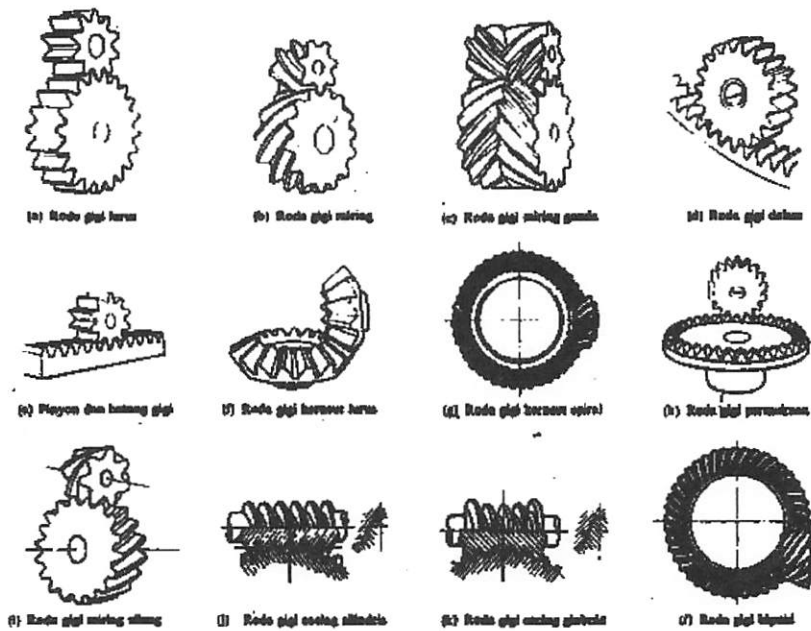 (a) Roda gigi lurus
(b) Roda gigi miring
(c) Roda gigi miring ganda
(d) Roda gigi dalam
(e) Pinyon dan batang gigi
(f) Roda gigi kerucut lurus
(g) Roda gigi kerucut spiral
(h) Roda gigi permukaan
(i) Roda gigi miring silang
(j) Roda gigi cacing silindris
(k) Roda gigi cacing globoid
(l) Roda gigi hipoid